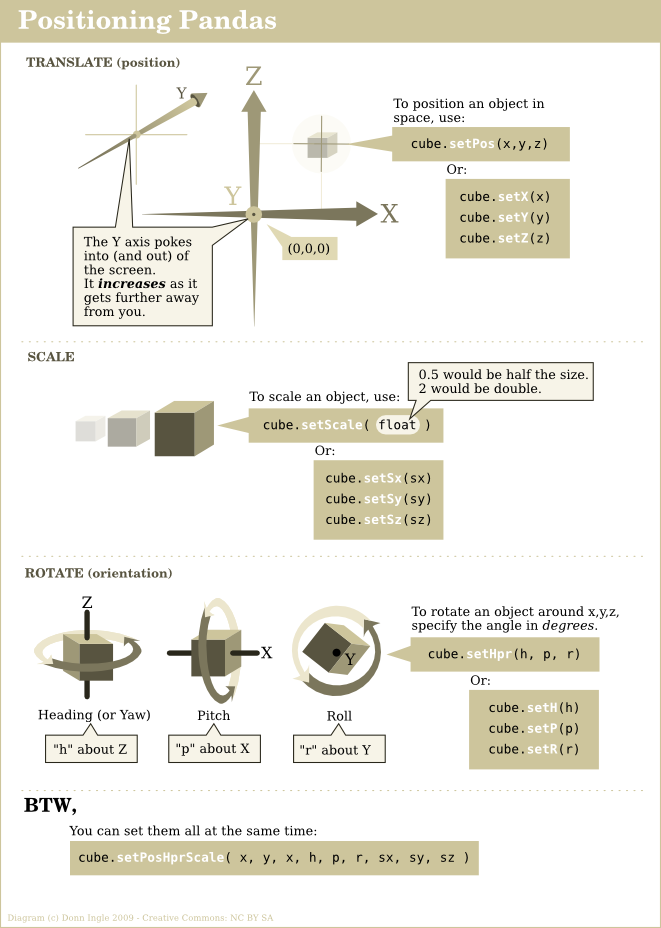 Positioning Pandas
TRANSLATE (position)
Z
Y
To position an object in
space, use:
cube.setPos(x,y,z)
Or:
cube.setX(x)
cube.setY(y)
cube.setZ(z)
Y
X
(0,0,0)
The Y axis pokes
into (and out) of
the screen.
It increases as it
gets further away
from you.
SCALE
0.5 would be half the size.
2 would be double.
To scale an object, use:
cube.setScale( float )
Or:
cube.setSx(sx)
cube.setSy(sy)
cube.setSz(sz)
ROTATE (orientation)
Z
X
Y
To rotate an object around x,y,z,
specify the angle in degrees.
cube.setHpr(h, p, r)
Or:
cube.setH(h)
cube.setP(p)
cube.setR(r)
Heading (or Yaw)
Pitch
Roll
"h" about Z
"p" about X
"r" about Y
BTW,
You can set them all at the same time:
cube.setPosHprScale( x, y, x, h, p, r, sx, sy, sz )
Diagram (c) Donn Ingle 2009 - Creative Commons: NC BY SA